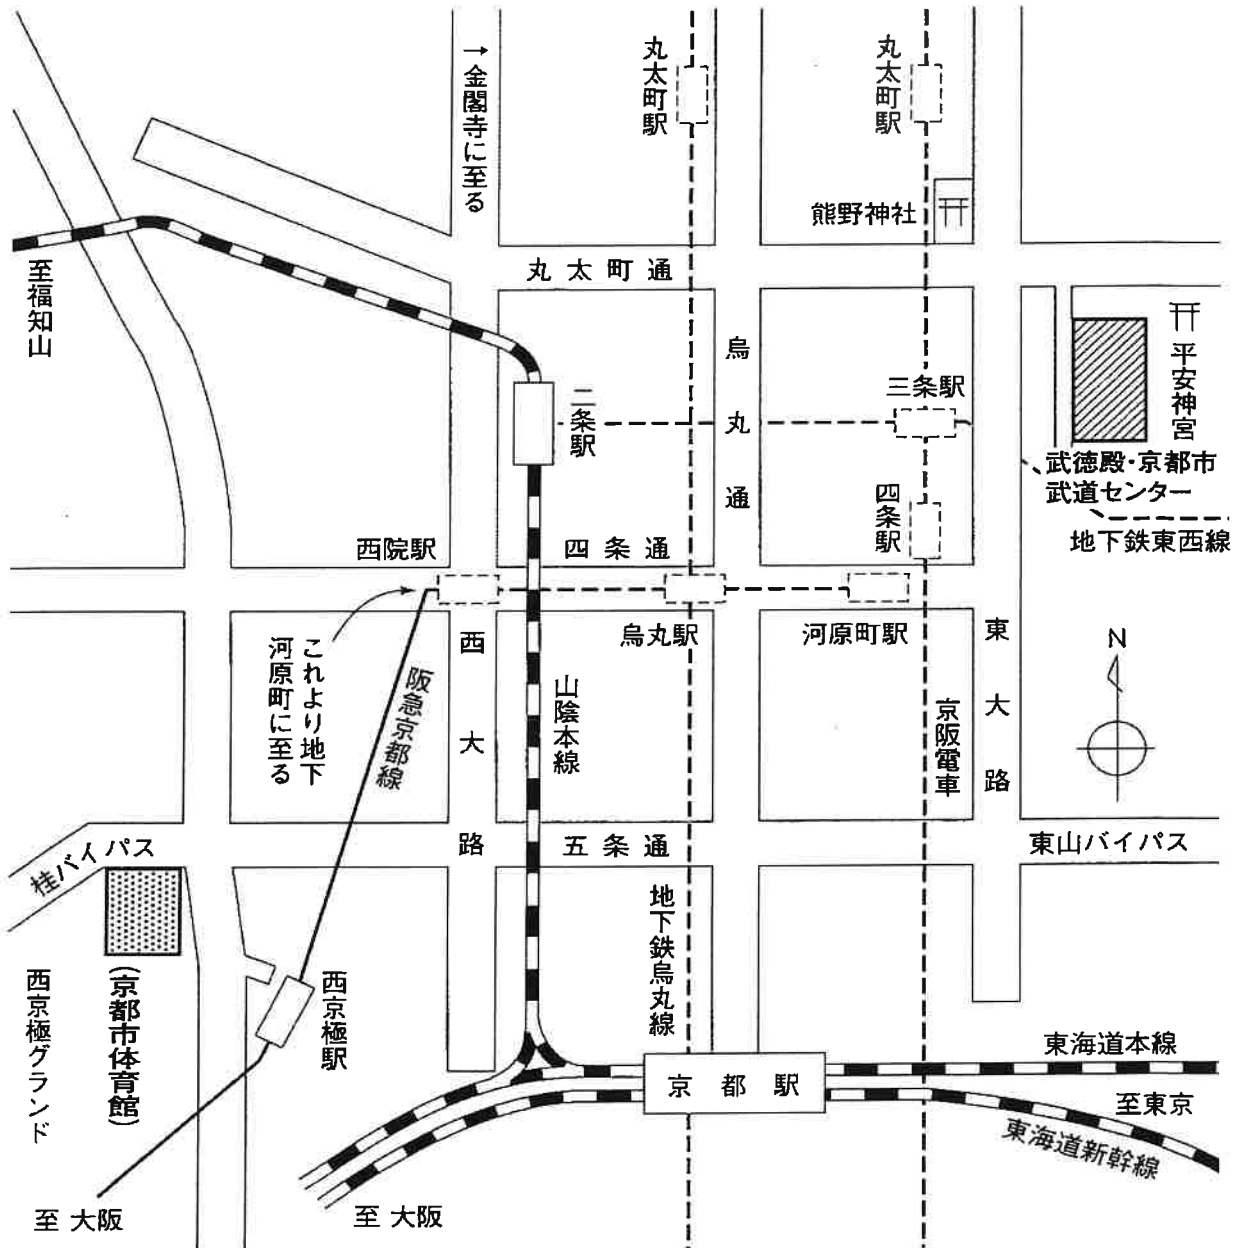 →金閣寺に至る
丸太町駅
丸太町駅
熊野神社
丸太町通
至福知山
平安神宮
烏丸通
三条駅
二条駅
武徳殿・京都市
武道センター
地下鉄東西線
四条駅
西院駅
四条通
烏丸駅
河原町駅
これより地下
河原町に至る
阪急京都線
西大路
山陰本線
京阪電車
東大路
N
桂バイパス
五条通
東山バイパス
地下鉄烏丸線
西京極グランド
(京都市体育館)
西京極駅
東海道本線
京都駅
至東京
東海道新幹線
至 大阪
至 大阪